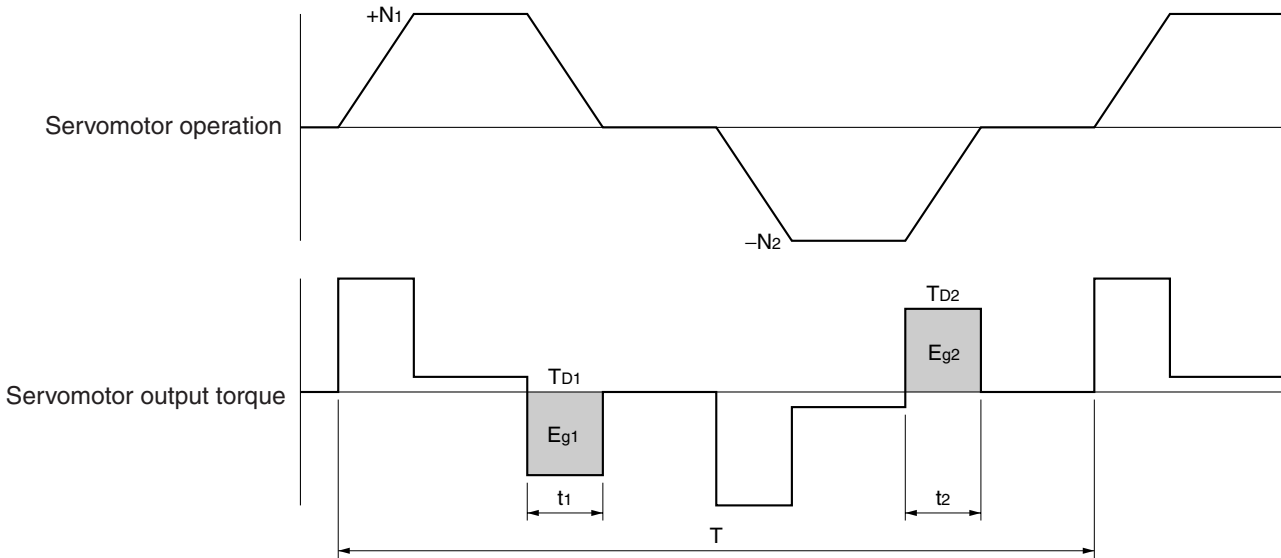 +N1
Servomotor operation
–N2
TD2
Eg2
TD1
Servomotor output torque
Eg1
t1
t2
T